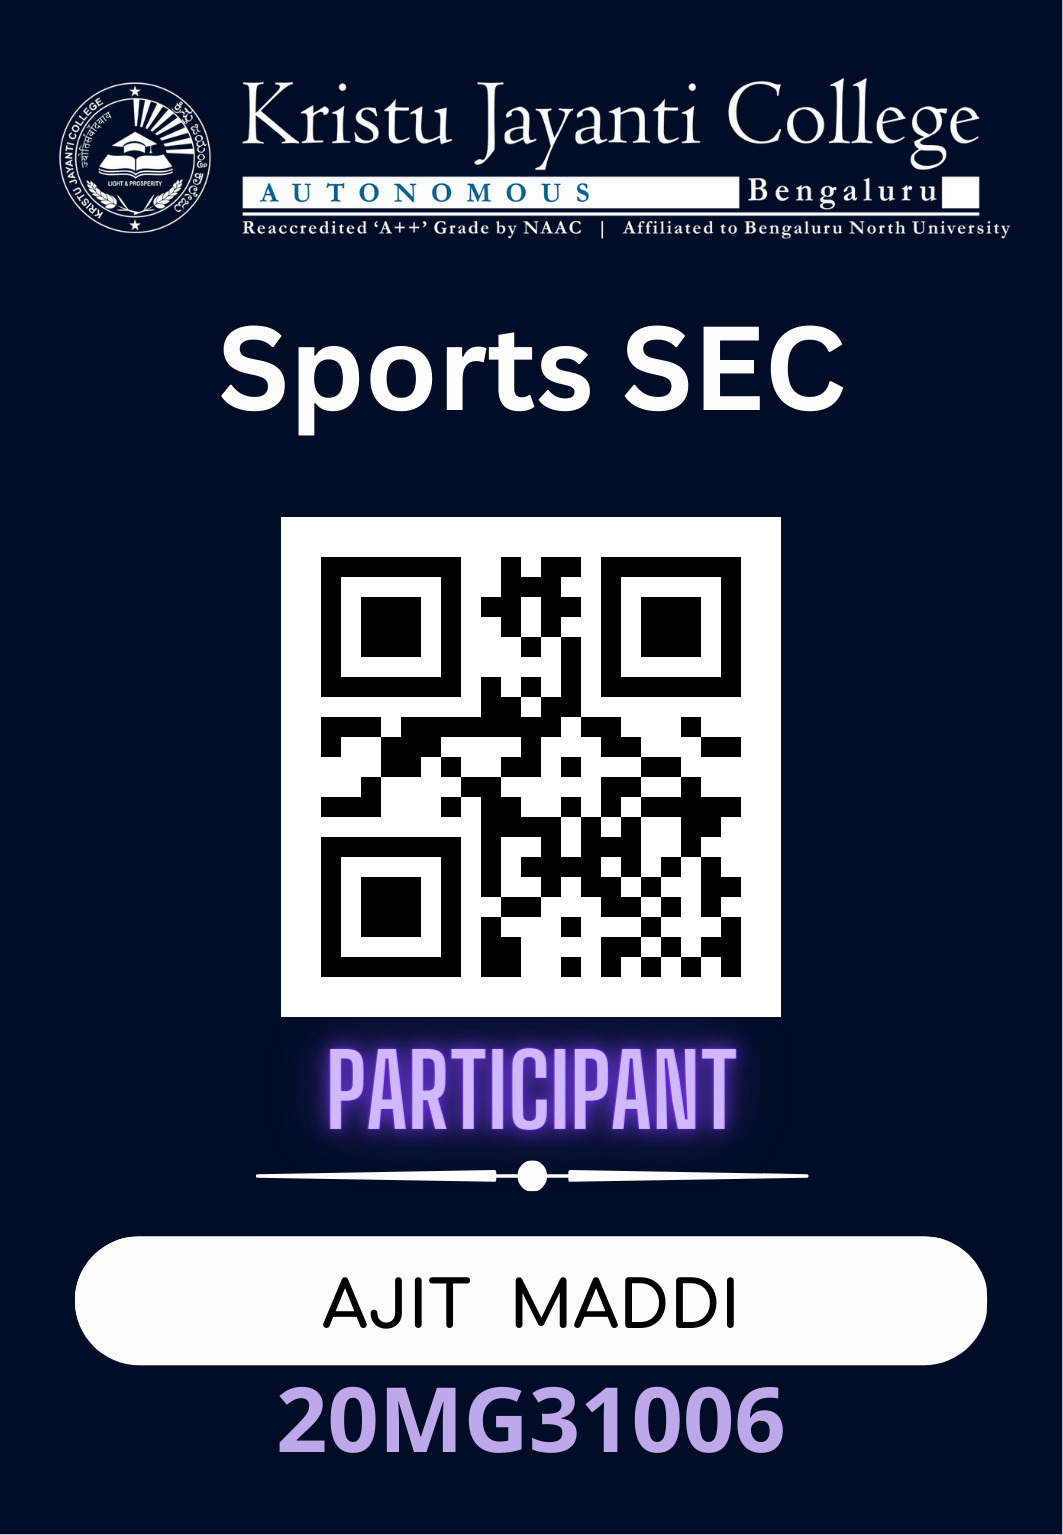 KRISTU JAYANTI COLLEGE
ಕ್ರಿಸ್ತು ಜಯಂತಿ ಕಾಲೇಜು
LIGHT & PROSPERITY
Kristu Jayanti College
AUTONOMOUS Bengaluru
Reaccredited ‘A++’ Grade by NAAC | Affiliated to Bengaluru North University
Sports SEC
PARTICIPANT
AJIT MADDI
20MG31006